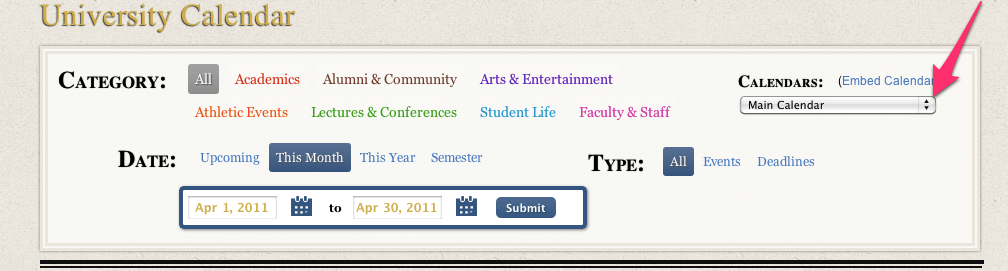 University Calendar
CATEGORY: All Academics Alumni & Community Arts & Entertainment
CALENDARS: (Embed Calendar
Main Calendar
Athletic Events Lectures & Conferences Student Life Faculty & Staff
DATE: Upcoming This Month This Year Semester
TYPE: All Events Deadlines
Apr 1, 2011 to Apr 30, 2011 Submit